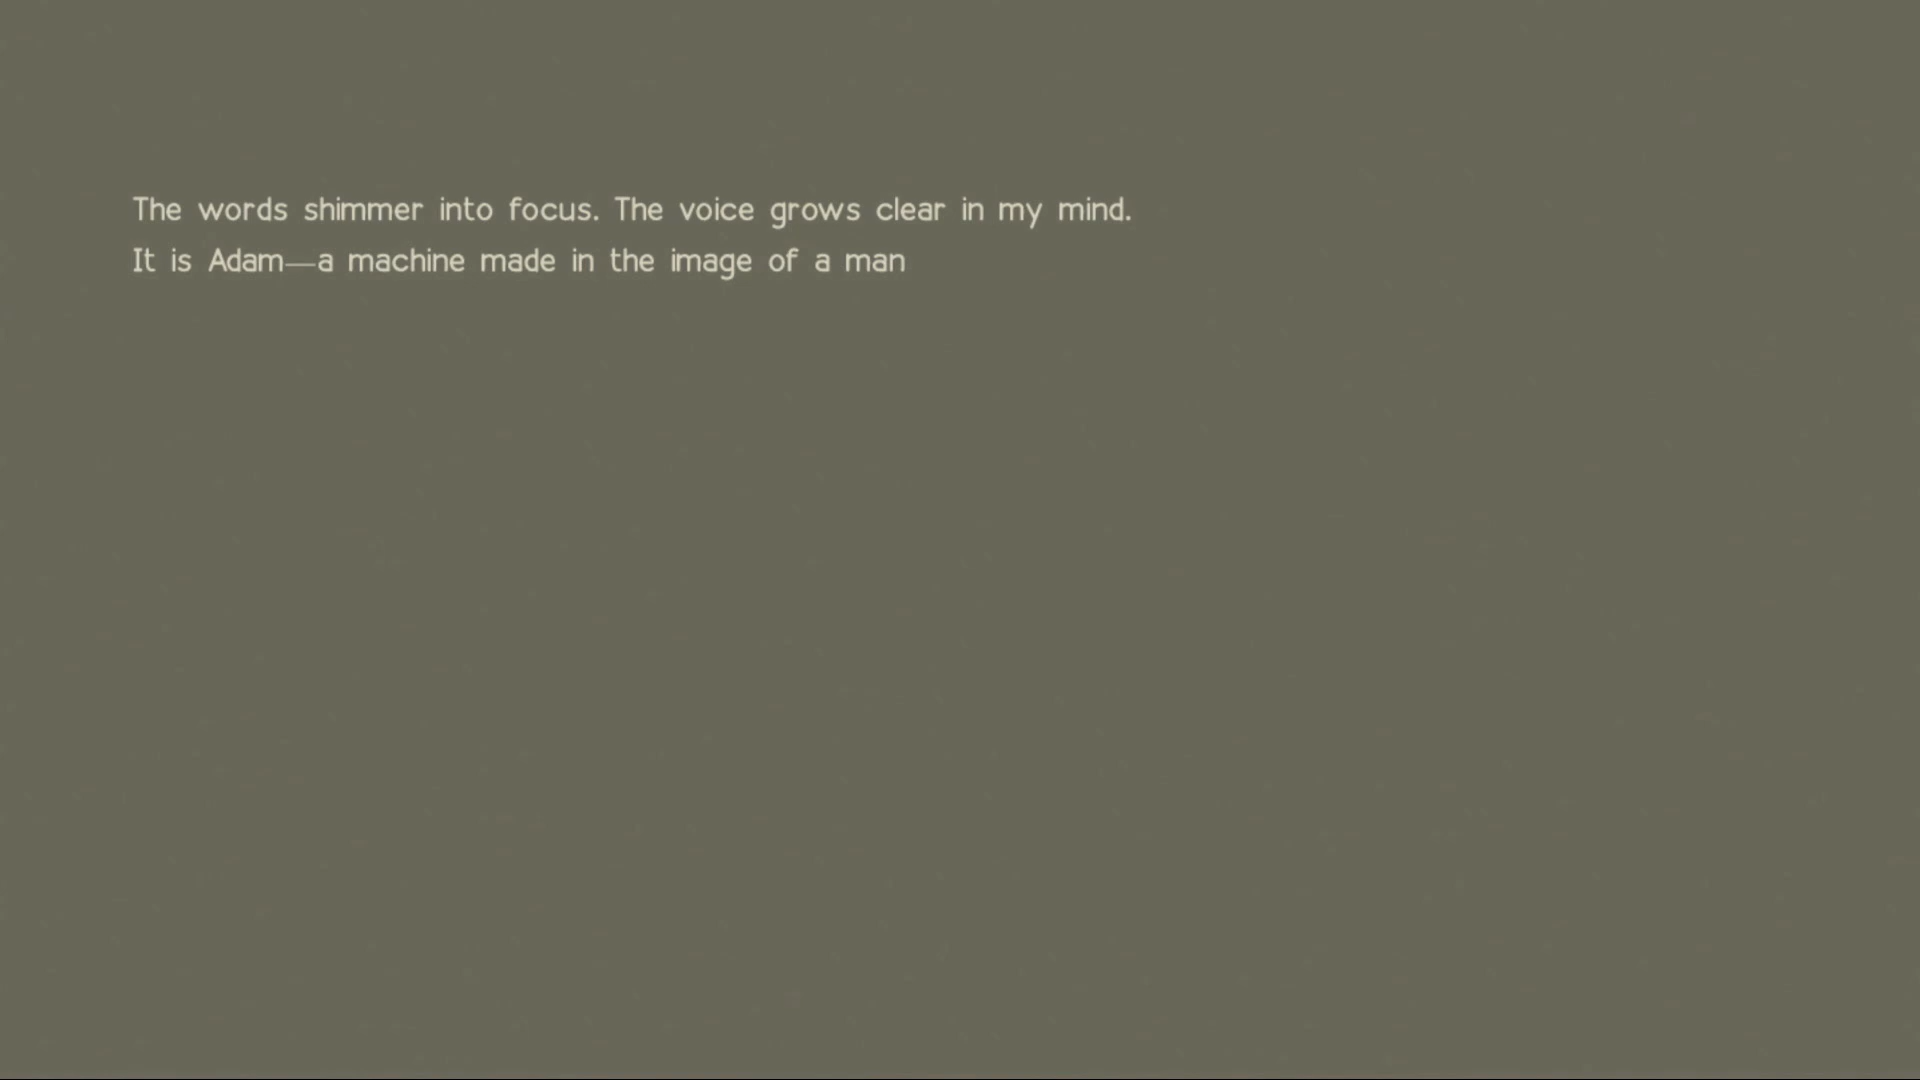 The words shimmer into focus. The voice grows clear in my mind.
It is Adam—a machine made in the image of a man